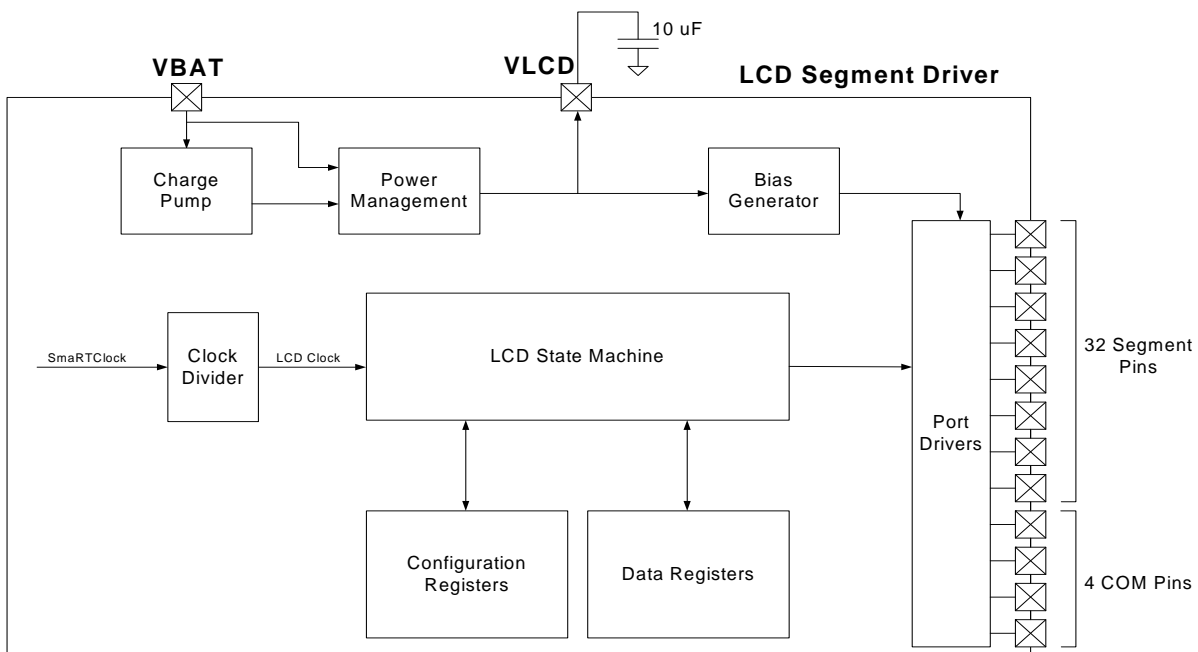 10 uF
VBAT
VLCD
LCD Segment Driver
Charge
Pump
Power
Management
Bias
Generator
SmaRTClock
Clock
Divider
LCD Clock
LCD State Machine
Port
Drivers
32 Segment
Pins
Configuration
Registers
Data Registers
4 COM Pins